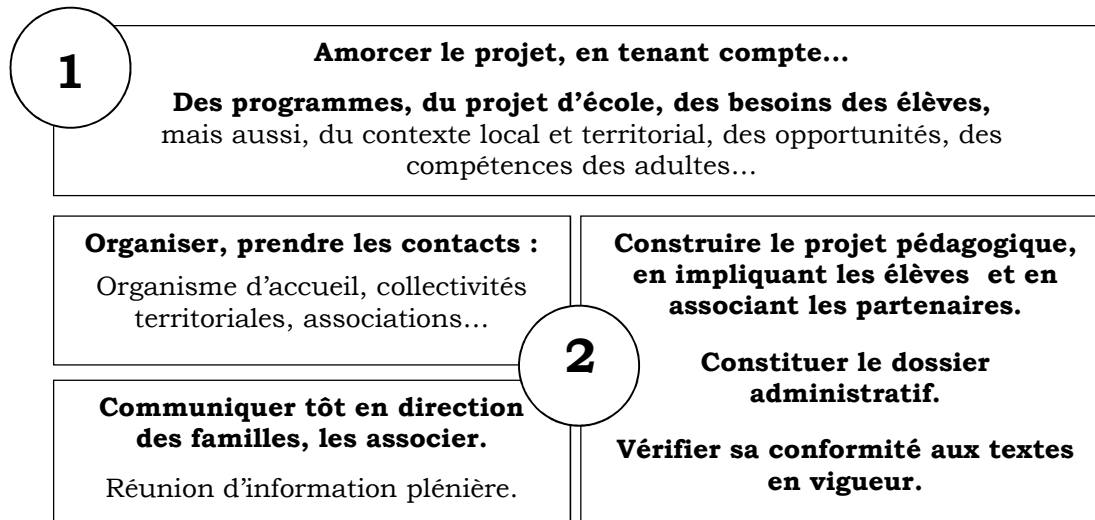 1
Amorcer le projet, en tenant compte…
Des programmes, du projet d’école, des besoins des élèves,
mais aussi, du contexte local et territorial, des opportunités, des
compétences des adultes…
Organiser, prendre les contacts :
Organisme d’accueil, collectivités
territoriales, associations…
Communiquer tôt en direction
des familles, les associer.
Réunion d’information plénière.
2
Construire le projet pédagogique,
en impliquant les élèves et en
associant les partenaires.
Constituer le dossier
administratif.
Vérifier sa conformité aux textes
en vigueur.